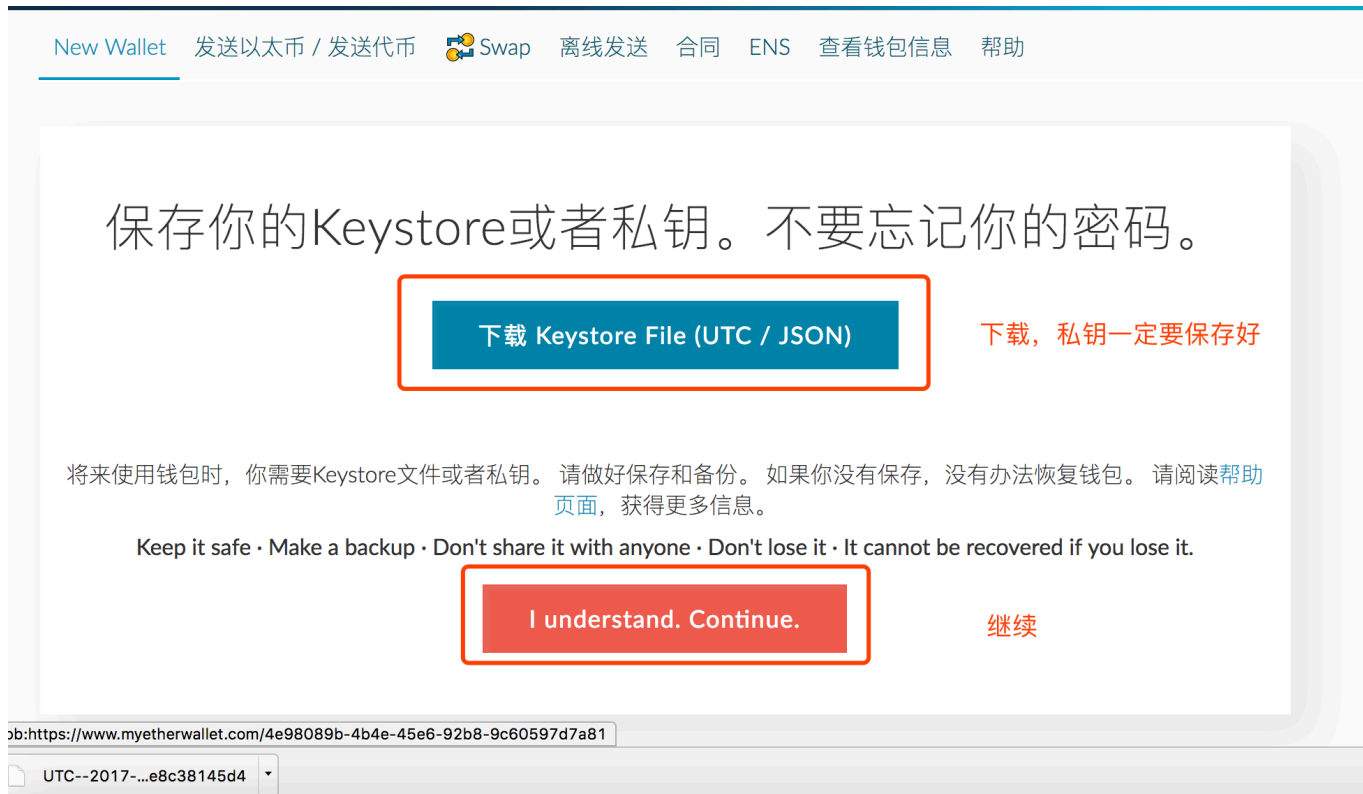 New Wallet 发送以太币 / 发送代币 Swap 离线发送 合同 ENS 查看钱包信息 帮助
保存你的Keystore或者私钥。不要忘记你的密码。
下载 Keystore File (UTC / JSON)
下载，私钥一定要保存好
将来使用钱包时，你需要Keystore文件或者私钥。 请做好保存和备份。 如果你没有保存，没有办法恢复钱包。 请阅读帮助
页面，获得更多信息。
Keep it safe · Make a backup · Don't share it with anyone · Don't lose it · It cannot be recovered if you lose it.
I understand. Continue.
继续
ob:https://www.myetherwallet.com/4e98089b-4b4e-45e6-92b8-9c60597d7a81
UTC--2017-...e8c38145d4